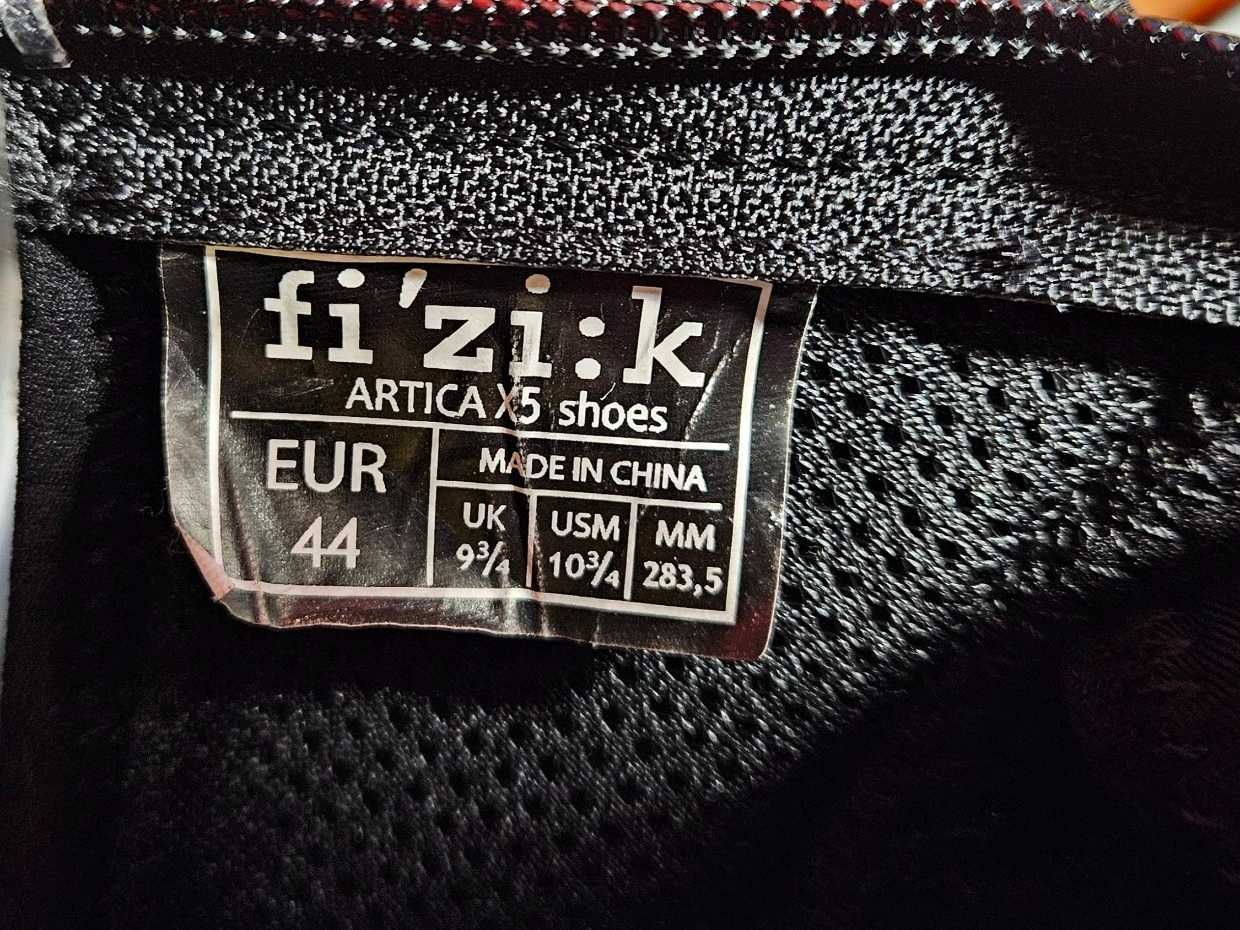 fi'zi:k
ARTICA X5 shoes
EUR
44
MADE IN CHINA
UK
9¾
USM
10¾
MM
283,5